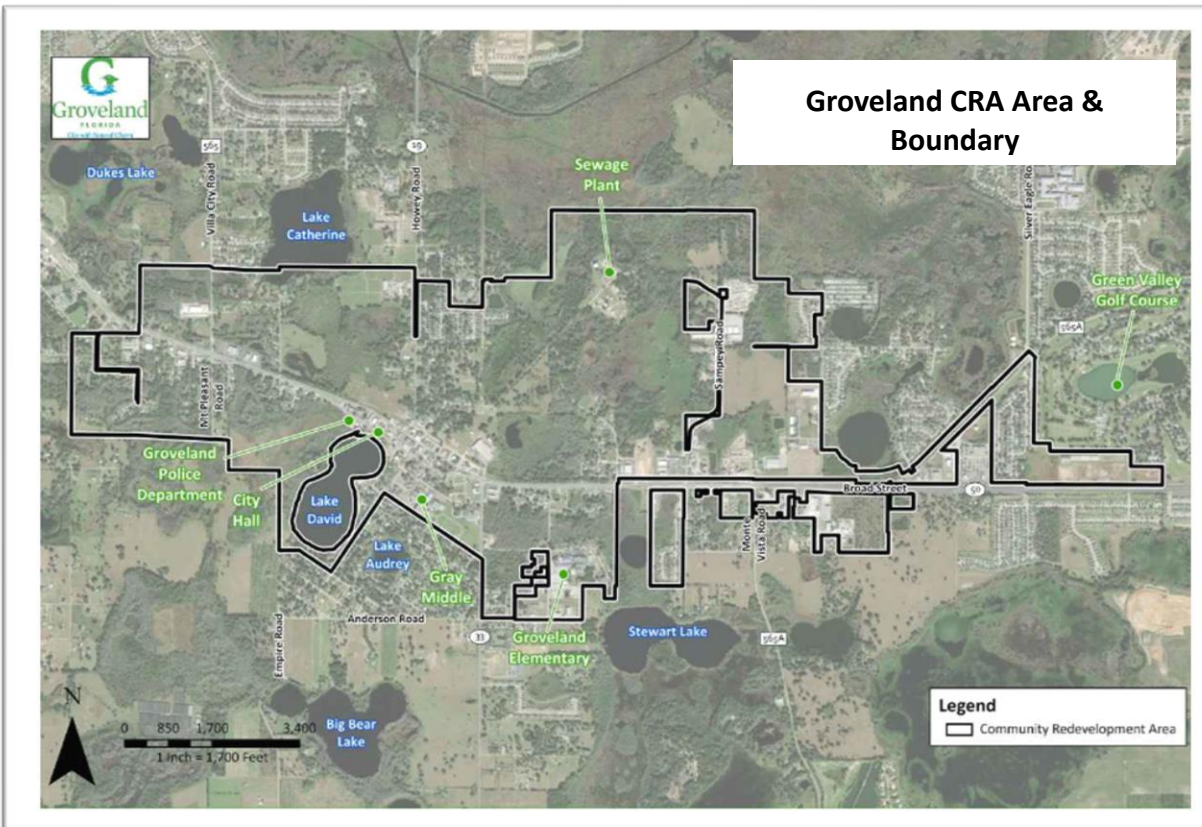 Groveland
FLORIDA
Groveland CRA Area &
Boundary
Dukes Lake
565
Villa City Road
Lake
Catherine
19
Howey Road
Sewage
Plant
Silver Eagle Ro
Green Valley
Golf Course
565A
Sampey Road
Mt Pleasant
Road
Groveland
Police
Department
City
Hall
Lake
David
Lake
Audrey
Gray
Middle
Broad Street
50
Monte
Vista Road
Anderson Road
Empire Road
33
Groveland
Elementary
Stewart Lake
565A
Big Bear
Lake
N
0 850 1,700 3,400
1 Inch = 1,700 Feet
Legend
Community Redevelopment Area